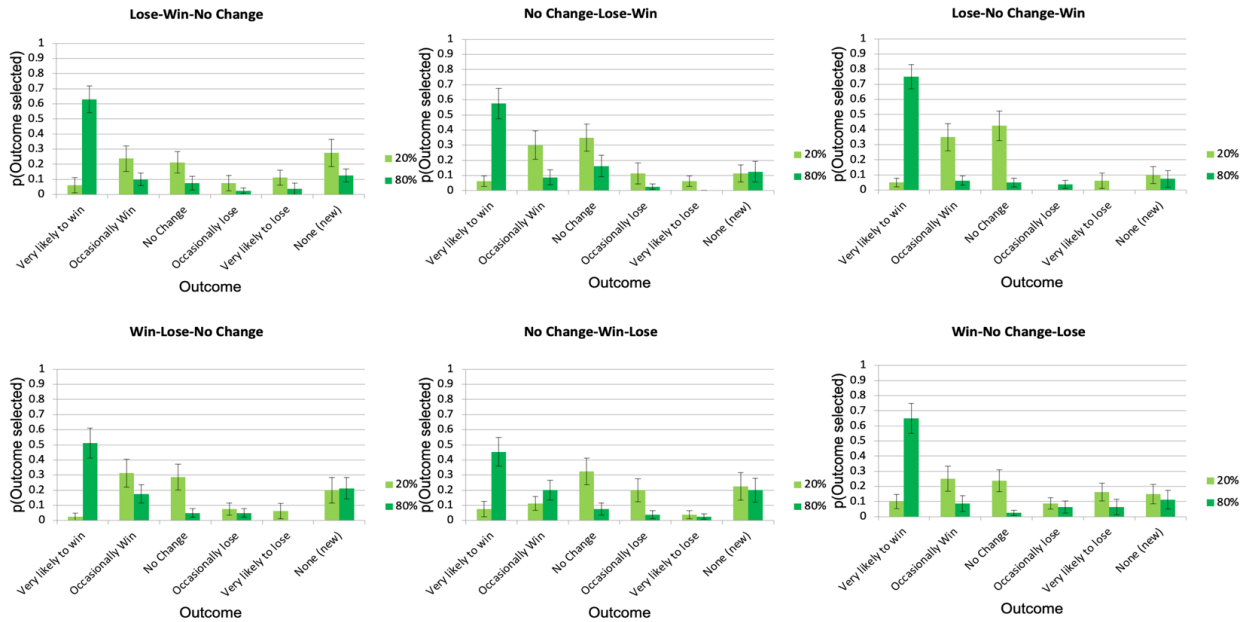 Lose-Win-No Change
p(Outcome selected)
1
0.9
0.8
0.7
0.6
0.5
0.4
0.3
0.2
0.1
0
Very likely to win
Occasionally Win
No Change
Occasionally lose
Very likely to lose
None (new)
Outcome
20%
80%
No Change-Lose-Win
p(Outcome selected)
1
0.9
0.8
0.7
0.6
0.5
0.4
0.3
0.2
0.1
0
Very likely to win
Occasionally Win
No Change
Occasionally lose
Very likely to lose
None (new)
Outcome
20%
80%
Lose-No Change-Win
p(Outcome selected)
1
0.9
0.8
0.7
0.6
0.5
0.4
0.3
0.2
0.1
0
Very likely to win
Occasionally Win
No Change
Occasionally lose
Very likely to lose
None (new)
Outcome
20%
80%
Win-Lose-No Change
p(Outcome selected)
1
0.9
0.8
0.7
0.6
0.5
0.4
0.3
0.2
0.1
0
Very likely to win
Occasionally Win
No Change
Occasionally lose
Very likely to lose
None (new)
Outcome
20%
80%
No Change-Win-Lose
p(Outcome selected)
1
0.9
0.8
0.7
0.6
0.5
0.4
0.3
0.2
0.1
0
Very likely to win
Occasionally Win
No Change
Occasionally lose
Very likely to lose
None (new)
Outcome
20%
80%
Win-No Change-Lose
p(Outcome selected)
1
0.9
0.8
0.7
0.6
0.5
0.4
0.3
0.2
0.1
0
Very likely to win
Occasionally Win
No Change
Occasionally lose
Very likely to lose
None (new)
Outcome
20%
80%